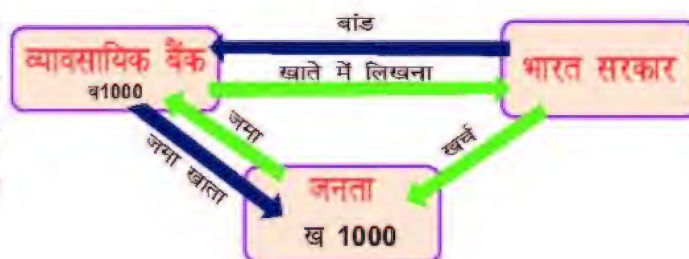 बांड
व्यावसायिक बैंक
ब1000
खाते में लिखना
भारत सरकार
जमा
खर्च
जमा खाता
जनता
ख 1000